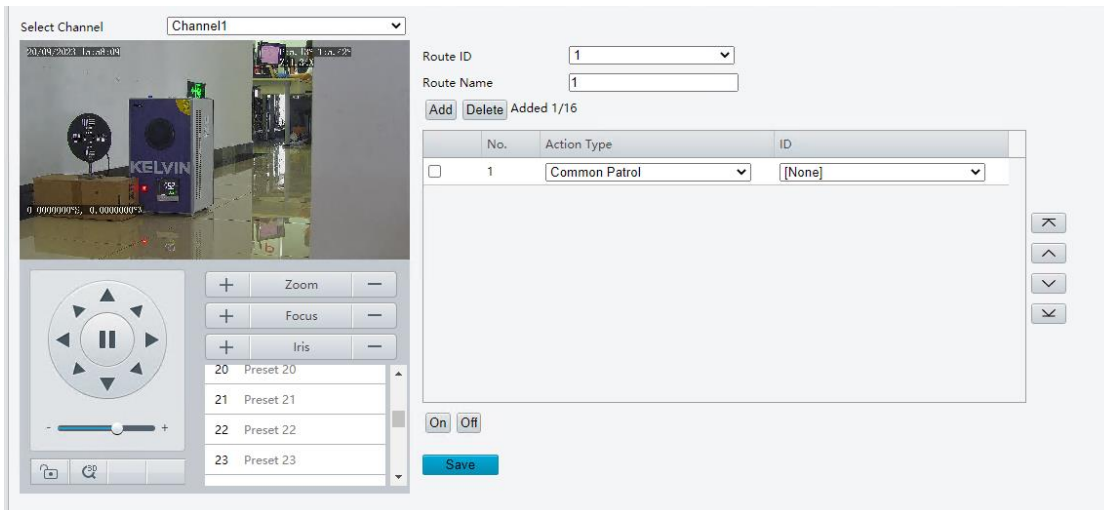 Select Channel
Channel1
Route ID
1
Route Name
1
Add Delete Added 1/16
No. Action Type ID
1 Common Patrol [None]
KELVIN
Zoom
Focus
Iris
20 Preset 20
21 Preset 21
22 Preset 22
23 Preset 23
- +
3D
On Off
Save